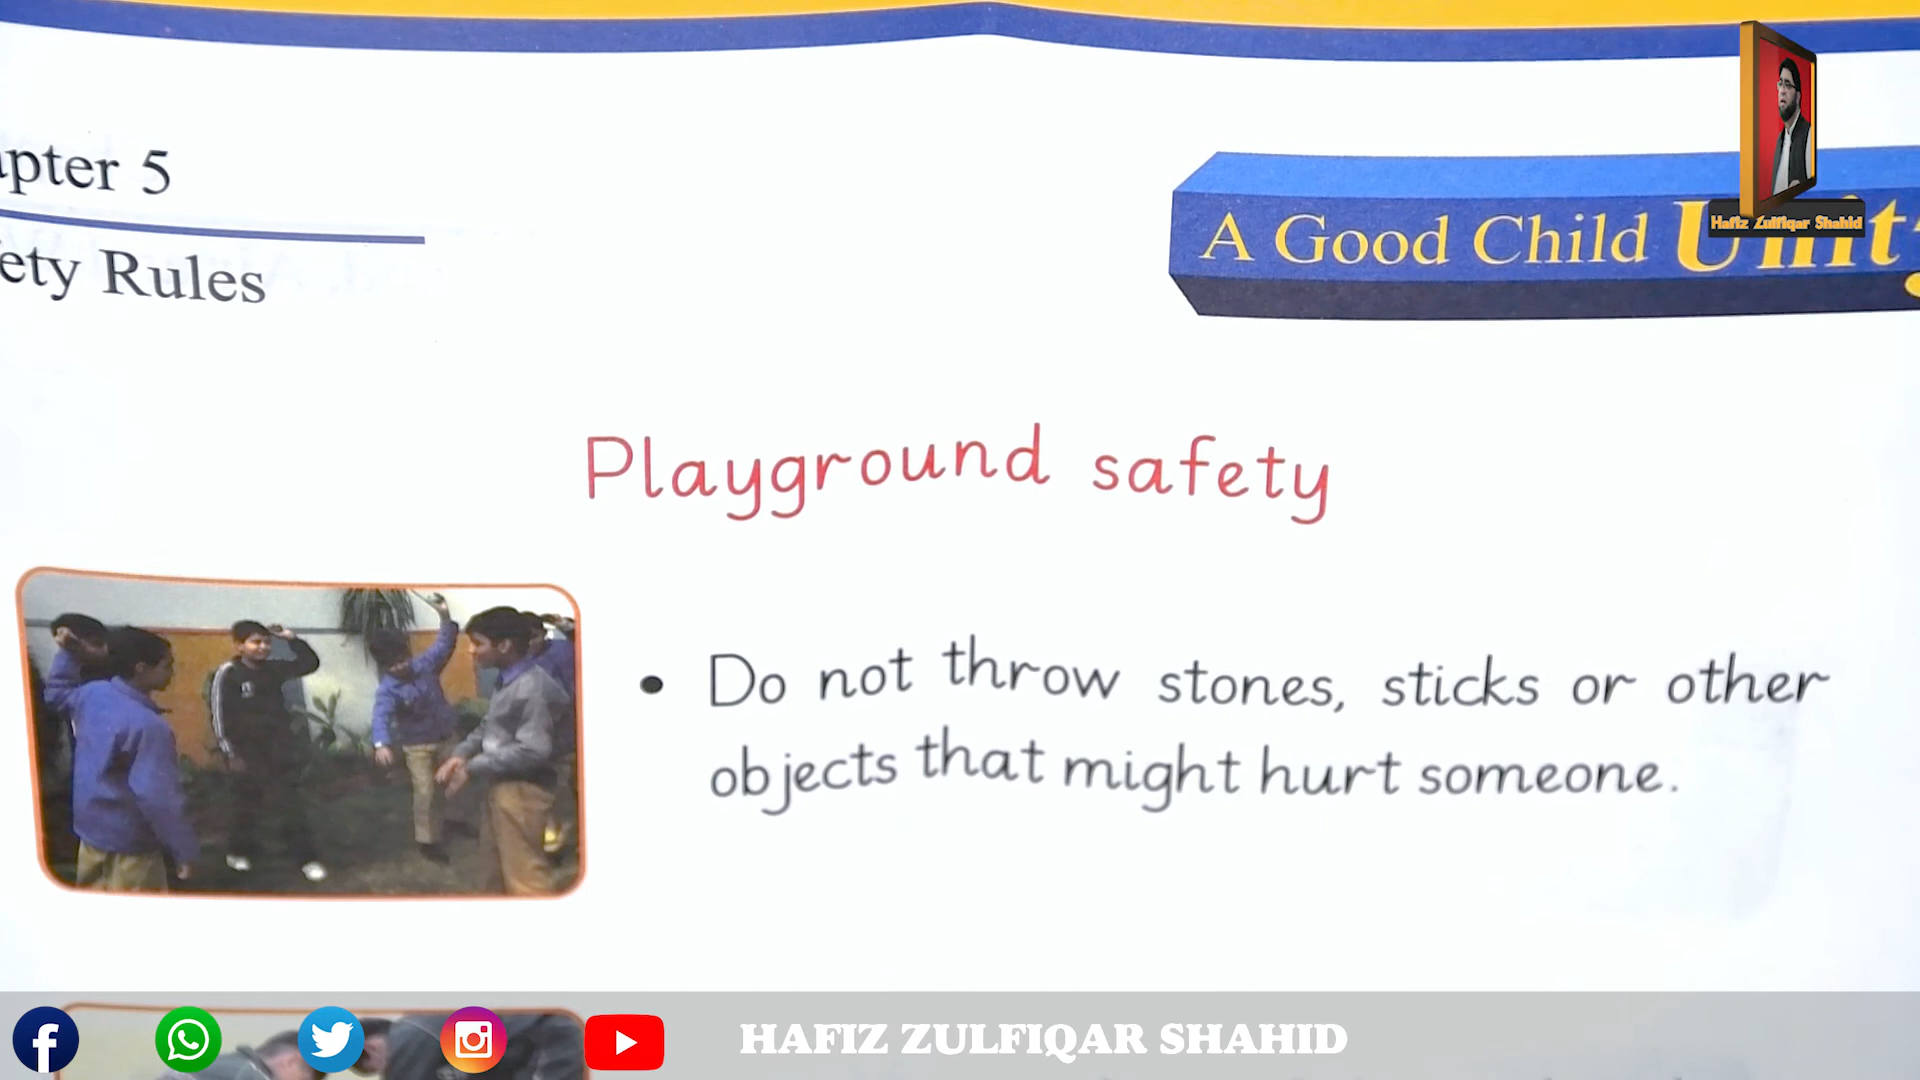 pter 5
ety Rules
A Good Child Unit
Hafiz Zulfiqar Shahid
Playground safety
• Do not throw stones, sticks or other
objects that might hurt someone.
HAFIZ ZULFIQAR SHAHID